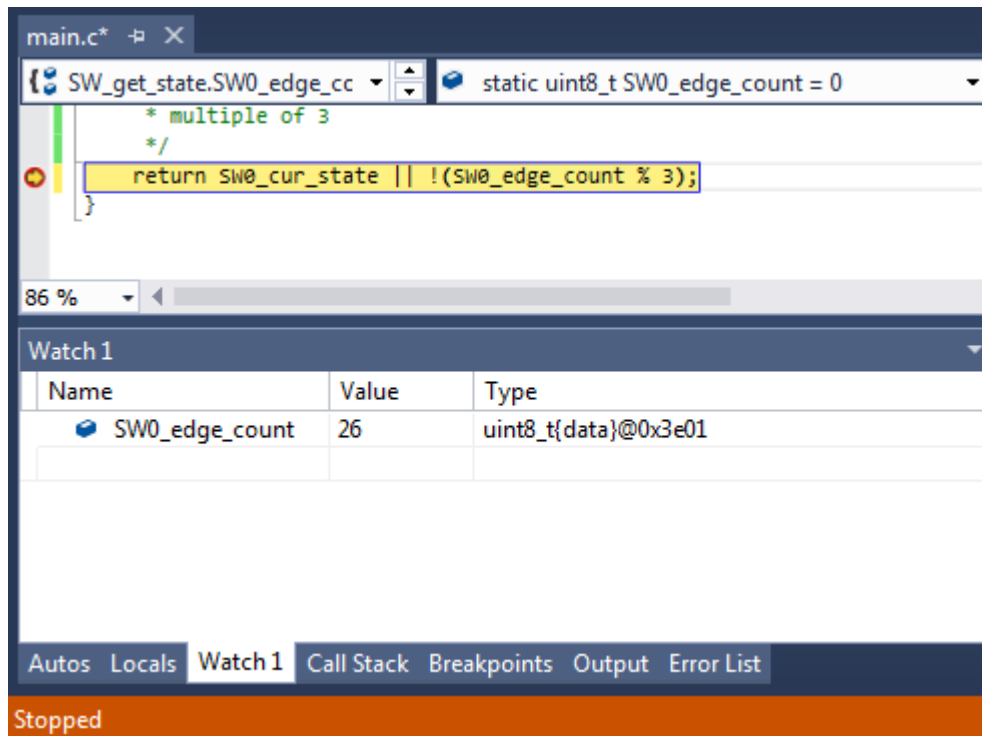 main.c*
SW_get_state.SW0_edge_cc static uint8_t SW0_edge_count = 0
* multiple of 3
*/
return SW0_cur_state || !(SW0_edge_count % 3);
}
86 %
Watch 1
Name Value Type
SW0_edge_count 26 uint8_t{data}@0x3e01
Autos Locals Watch 1 Call Stack Breakpoints Output Error List
Stopped